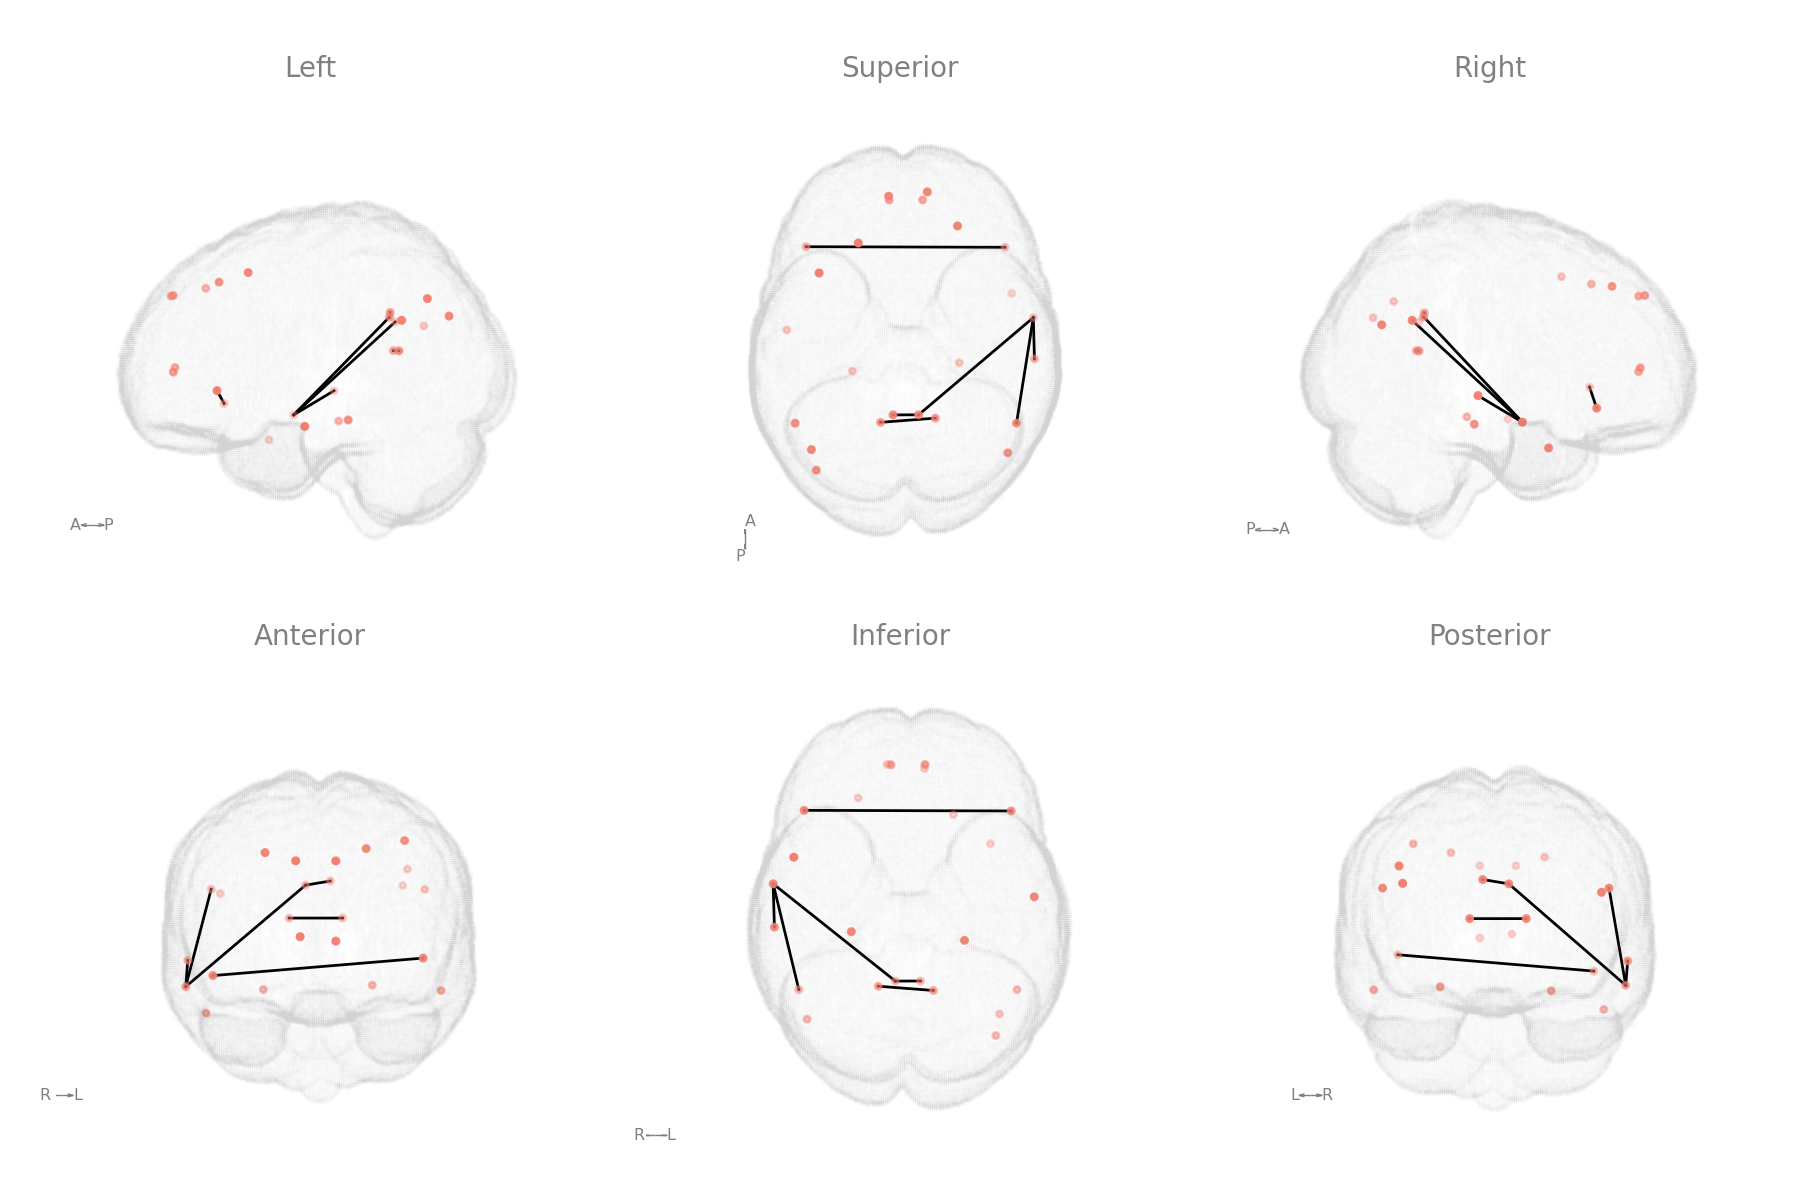 Left
Superior
Right
A P
A
P
P A
Anterior
Inferior
Posterior
R L
R L
L R